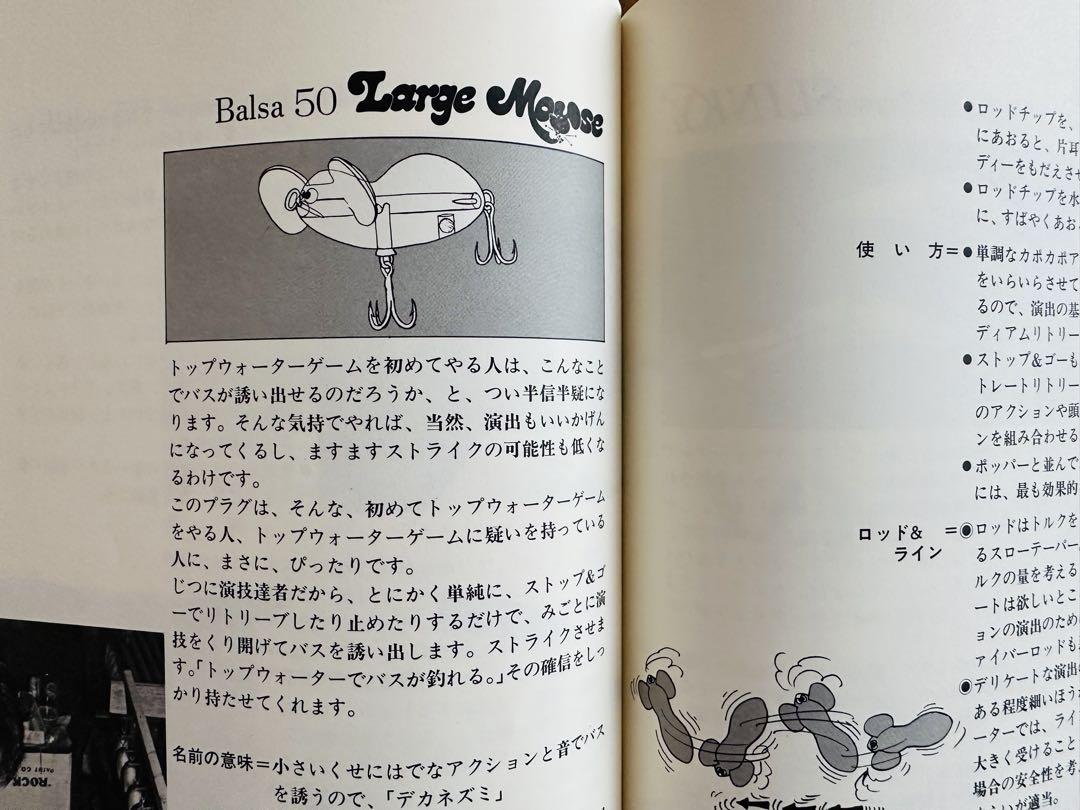 Balsa 50 Large Mouse
トップウォーターゲームを初めてやる人は、こんなこと
でバスが誘い出せるのだろうか、と、つい半信半疑にな
ります。そんな気持でやれば、当然、演出もいいかげん
になってくるし、ますますストライクの可能性も低くな
るわけです。
このプラグは、そんな、初めてトップウォーターゲーム
をやる人、トップウォーターゲームに疑いを持っている
人に、まさに、ぴったりです。
じつに演技達者だから、とにかく単純に、ストップ&ゴ
ーでリトリーブしたり止めたりするだけで、みごとに演
技をくり開げてバスを誘い出します。ストライクさせま
す。「トップウォーターでバスが釣れる。」その確信をしっ
かり持たせてくれます。
名前の意味＝小さいくせにはでなアクションと音でバス
を誘うので、「デカネズミ」
ROCK
PAINT CO
●ロッドチップを、
にあおると、片耳
ディーをもだえさせ
●ロッドチップを水
に、すばやくあお
使い方＝●単調なカポカポア
をいらいらさせて
るので、演出の基
ディアムリトリー
●ストップ&ゴーも
トレートリトリー
のアクションや頭
ンを組み合わせる
●ポッパーと並んで
には、最も効果的
ロッド&ライン＝◉ロッドはトルクを
るスローテーパー
ルクの量を考える
ートは欲しいとこ
ョンの演出のため
ァイバーロッドも
◉デリケートな演出
ある程度細いほう
ーターでは、ライ
大きく受けること
場合の安全性を考
が適当。